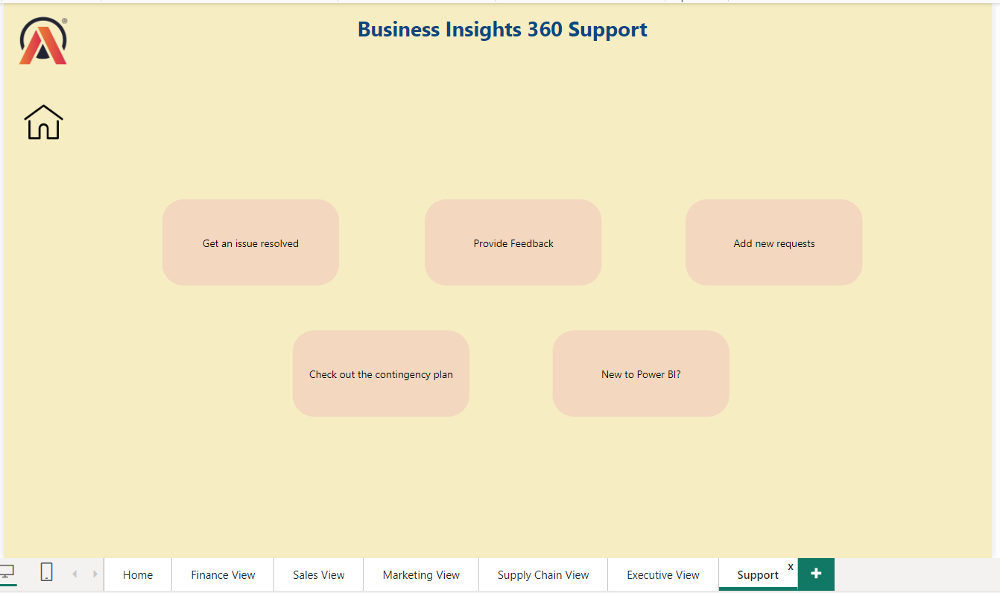 Business Insights 360 Support
Get an issue resolved
Provide Feedback
Add new requests
Check out the contingency plan
New to Power BI?
Home
Finance View
Sales View
Marketing View
Supply Chain View
Executive View
Support
x